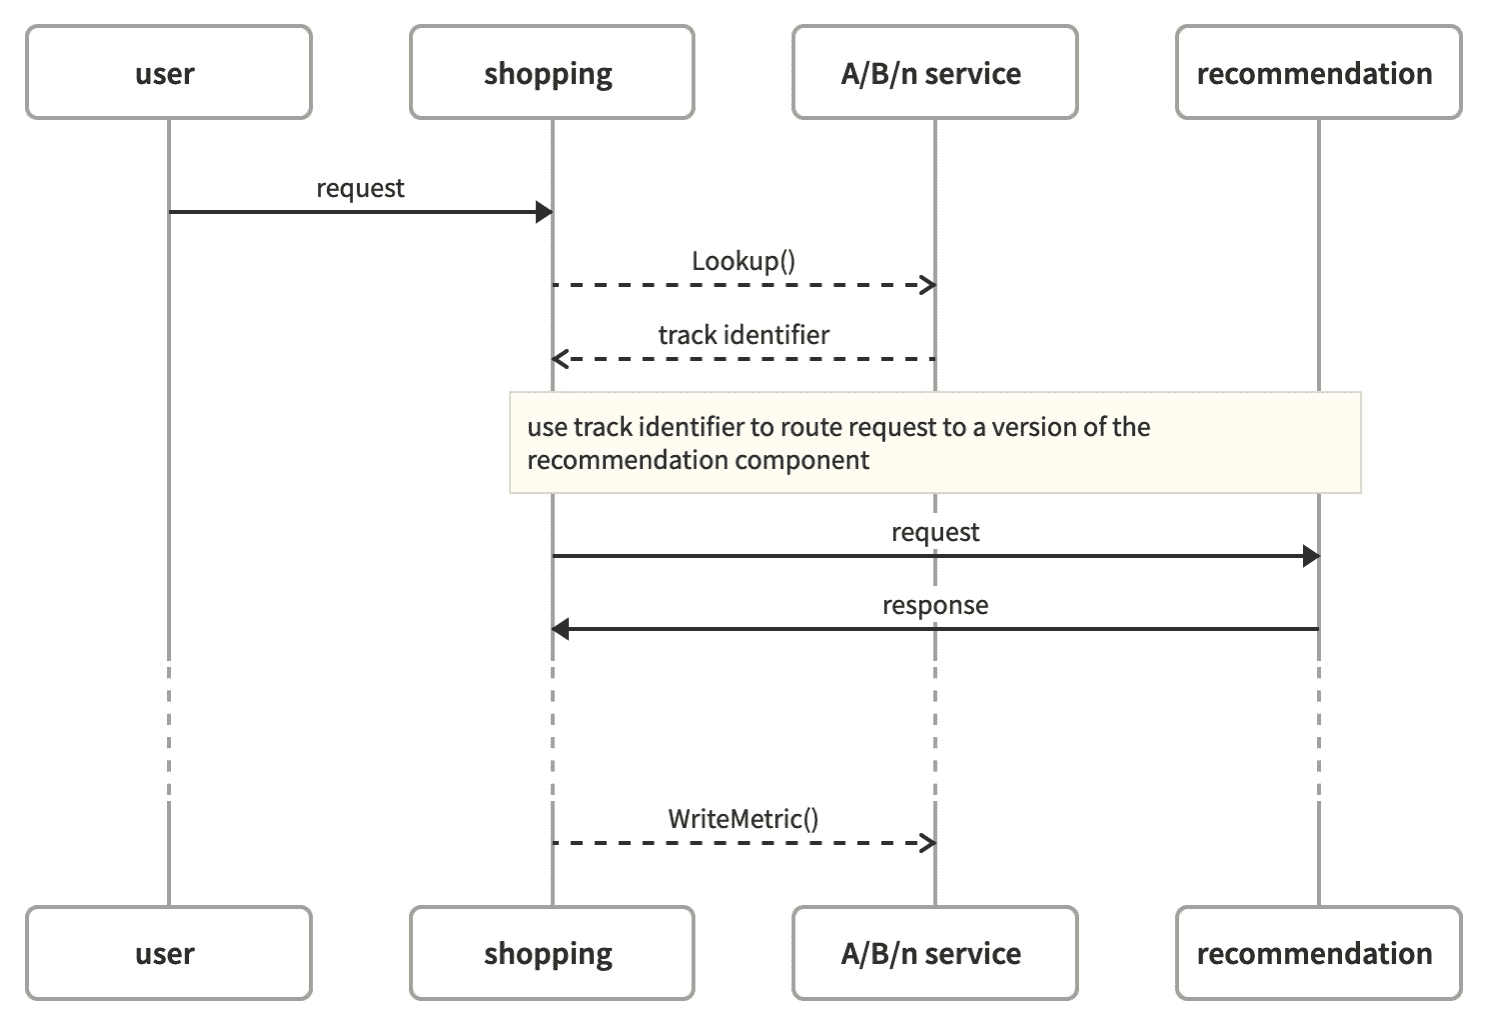 user
shopping
A/B/n service
recommendation
request
Lookup()
track identifier
use track identifier to route request to a version of the
recommendation component
request
response
WriteMetric()
user
shopping
A/B/n service
recommendation